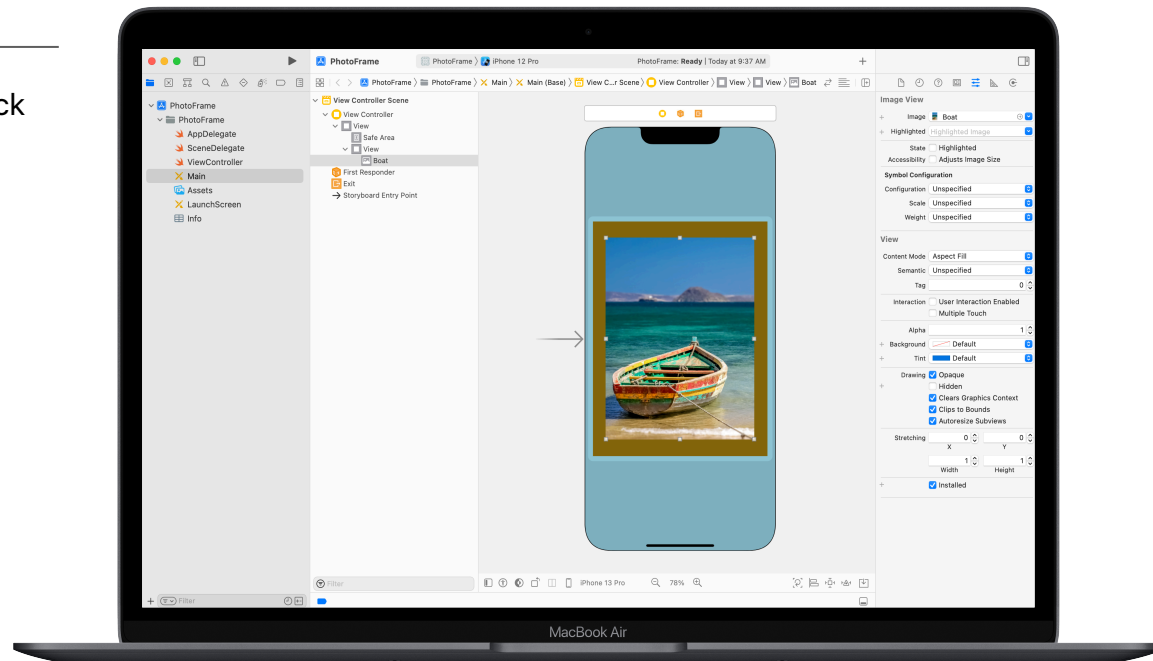 ck
PhotoFrame
PhotoFrame
iPhone 12 Pro
PhotoFrame: Ready | Today at 9:37 AM
PhotoFrame
PhotoFrame
Main
Main (Base)
View C...r Scene
View Controller
View
View
Boat
PhotoFrame
PhotoFrame
AppDelegate
SceneDelegate
ViewController
Main
Assets
LaunchScreen
Info
Filter
View Controller Scene
View Controller
View
Safe Area
View
Boat
First Responder
Exit
Storyboard Entry Point
Filter
iPhone 13 Pro
78%
Image View
Image Boat
Highlighted Highlighted Image
State Highlighted
Accessibility Adjusts Image Size
Symbol Configuration
Configuration Unspecified
Scale Unspecified
Weight Unspecified
View
Content Mode Aspect Fill
Semantic Unspecified
Tag 0
Interaction User Interaction Enabled
Multiple Touch
Alpha 1
Background Default
Tint Default
Drawing Opaque
Hidden
Clears Graphics Context
Clips to Bounds
Autoresize Subviews
Stretching 0 0
X Y
1 1
Width Height
Installed
MacBook Air